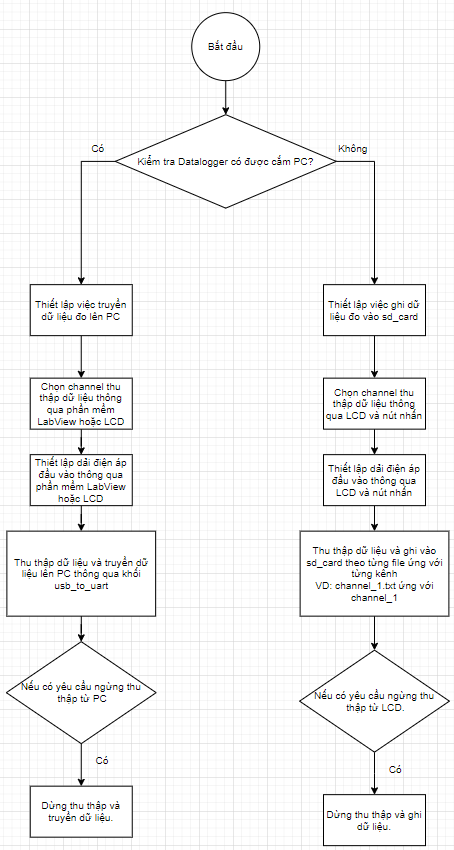 Bắt đầu
Có
Không
Kiểm tra Datalogger có được cắm PC?
Thiết lập việc truyền
dữ liệu đo lên PC
Thiết lập việc ghi dữ
liệu đo vào sd_card
Chọn channel thu
thập dữ liệu thông
qua phần mềm
LabView hoặc LCD
Chọn channel thu
thập dữ liệu thông
qua LCD và nút nhấn
Thiết lập dải điện áp
đầu vào thông qua
phần mềm LabView
hoặc LCD
Thiết lập dải điện áp
đầu vào thông qua
LCD và nút nhấn
Thu thập dữ liệu và truyền dữ
liệu lên PC thông qua khối
usb_to_uart
Thu thập dữ liệu và ghi vào
sd_card theo từng file ứng với
từng kênh
VD: channel_1.txt ứng với
channel_1
Nếu có yêu cầu ngừng thu
thập từ PC
Nếu có yêu cầu ngừng thu
thập từ LCD.
Có
Có
Dừng thu thập và
truyền dữ liệu.
Dừng thu thập và ghi
dữ liệu.